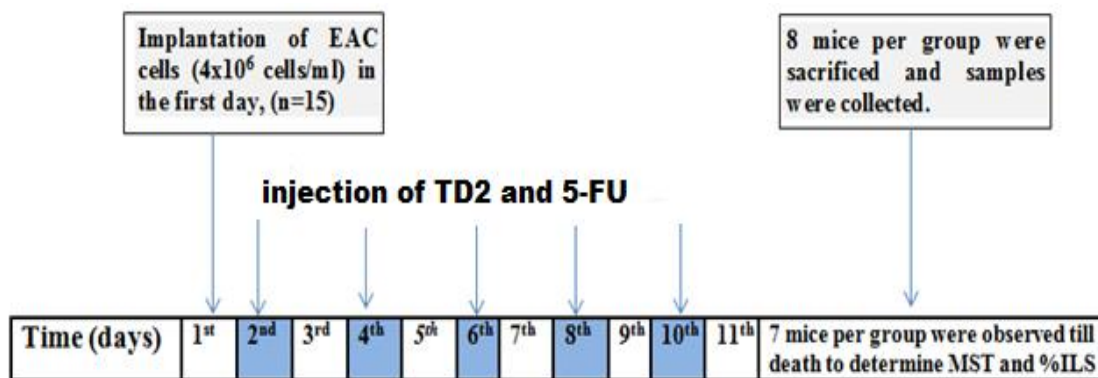 Implantation of EAC
cells (4x10⁶ cells/ml) in
the first day, (n=15)
8 mice per group were
sacrificed and samples
were collected.
injection of TD2 and 5-FU
Time (days) 1ˢᵗ 2ⁿᵈ 3ʳᵈ 4ᵗʰ 5ᵗʰ 6ᵗʰ 7ᵗʰ 8ᵗʰ 9ᵗʰ 10ᵗʰ 11ᵗʰ 7 mice per group were observed till
death to determine MST and %ILS